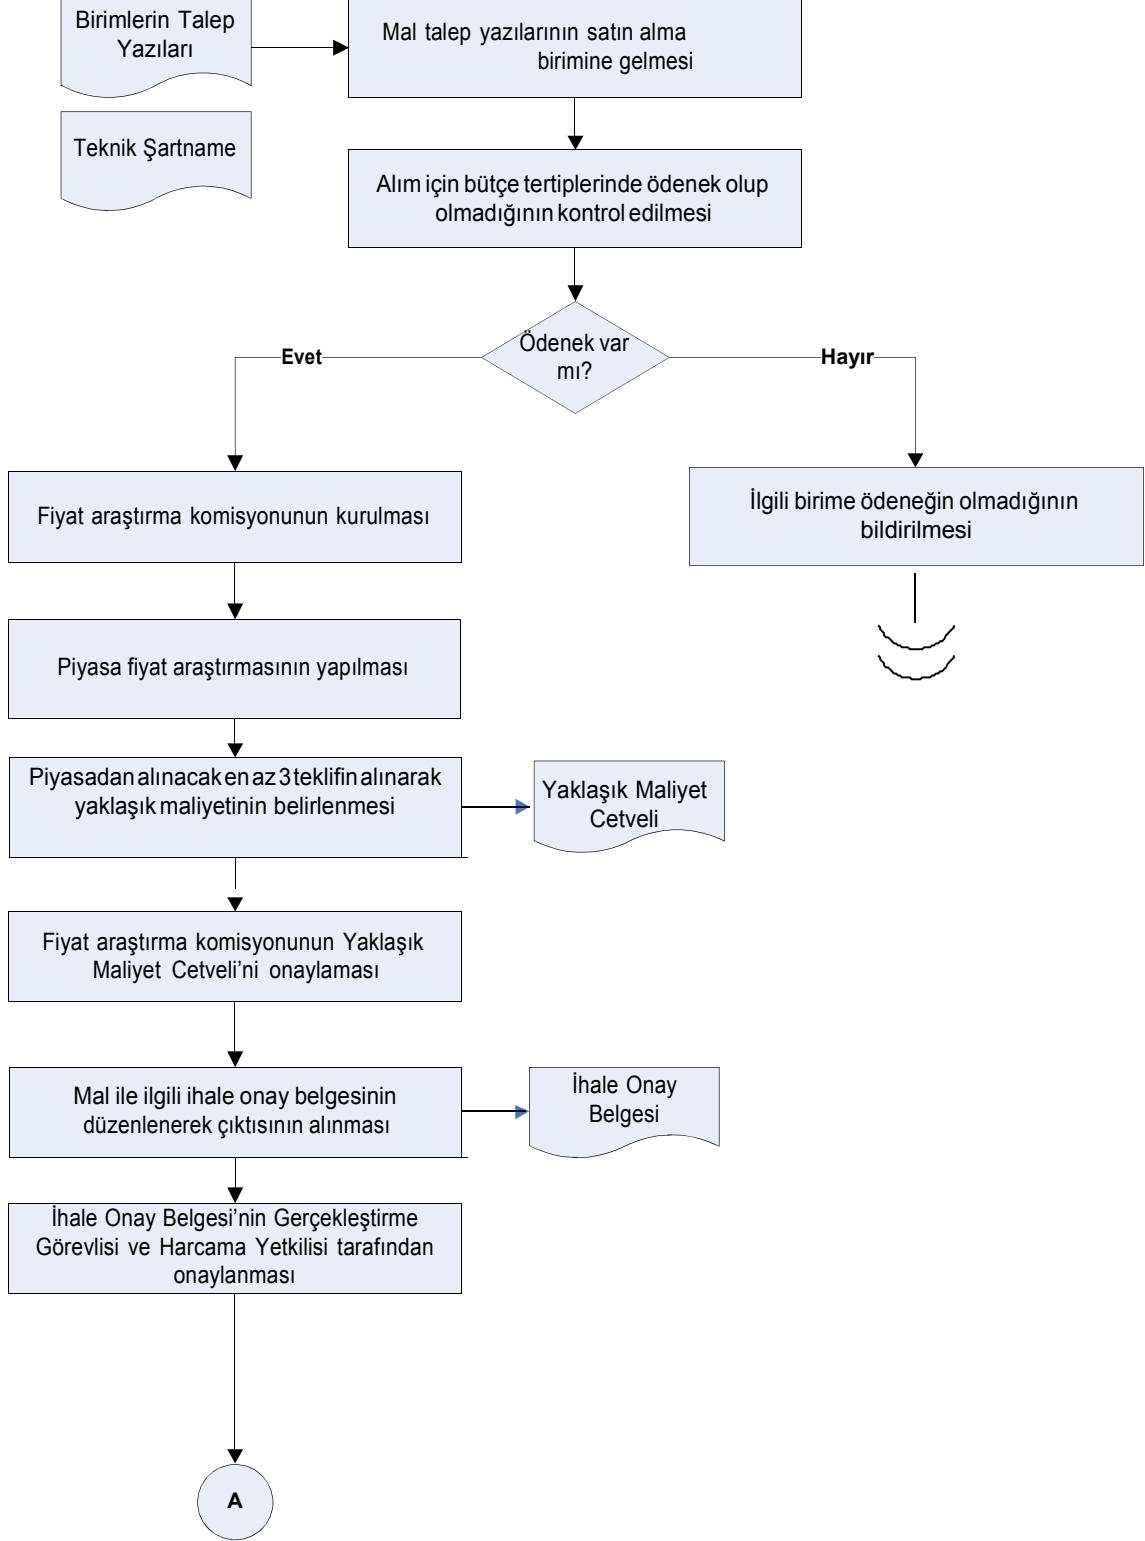 Birimlerin Talep
Yazıları
Mal talep yazılarının satın alma
birimine gelmesi
Teknik Şartname
Alım için bütçe tertiplerinde ödenek olup
olmadığının kontrol edilmesi
Ödenek var
mı?
Evet
Hayır
Fiyat araştırma komisyonunun kurulması
İlgili birime ödeneğin olmadığının
bildirilmesi
Piyasa fiyat araştırmasının yapılması
Piyasadan alınacak en az 3 teklifin alınarak
yaklaşık maliyetinin belirlenmesi
Yaklaşık Maliyet
Cetveli
Fiyat araştırma komisyonunun Yaklaşık
Maliyet Cetveli’ni onaylaması
Mal ile ilgili ihale onay belgesinin
düzenlenerek çıktısının alınması
İhale Onay
Belgesi
İhale Onay Belgesi’nin Gerçekleştirme
Görevlisi ve Harcama Yetkilisi tarafından
onaylanması
A